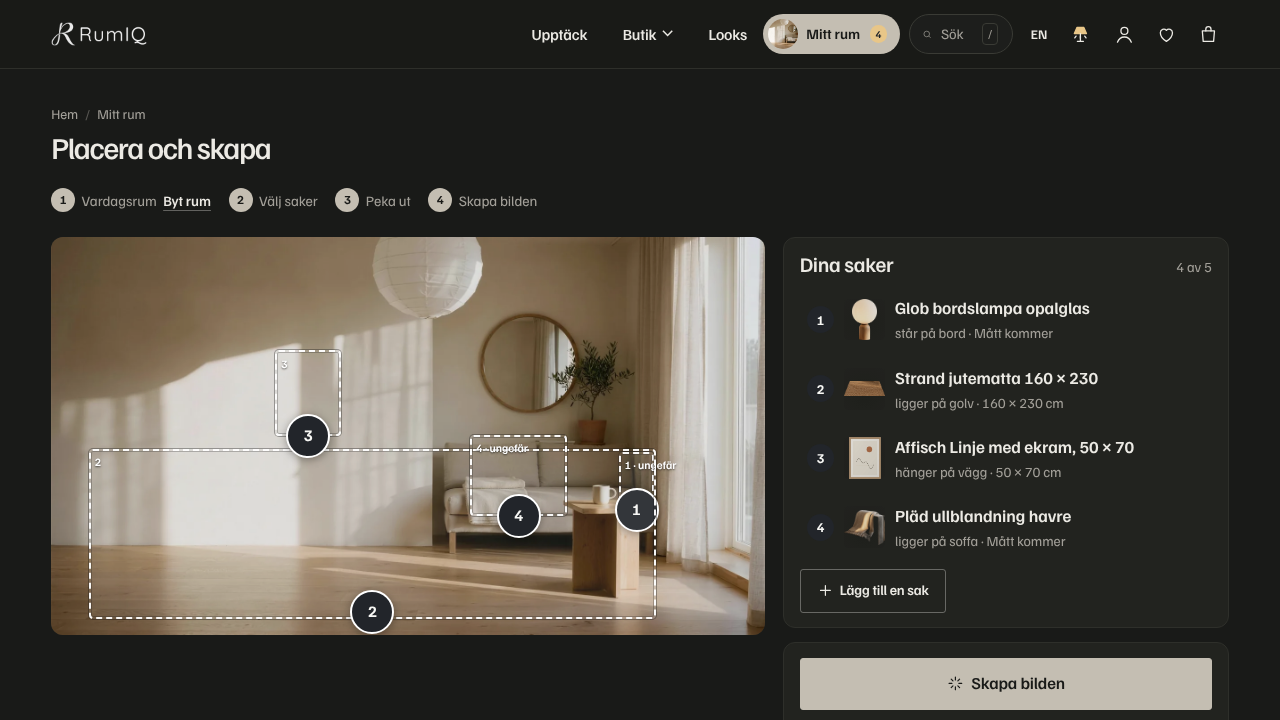 RumIQ
Upptäck
Butik
Looks
Mitt rum 4
Sök /
EN
Hem / Mitt rum
Placera och skapa
1 Vardagsrum Byt rum
2 Välj saker
3 Peka ut
4 Skapa bilden
3
3
2
4 · ungefär
1 · ungefär
4
1
2
Dina saker
4 av 5
1
Glob bordslampa opalglas
står på bord · Mått kommer
2
Strand jutematta 160 × 230
ligger på golv · 160 × 230 cm
3
Affisch Linje med ekram, 50 × 70
hänger på vägg · 50 × 70 cm
4
Pläd ullblandning havre
ligger på soffa · Mått kommer
Lägg till en sak
Skapa bilden